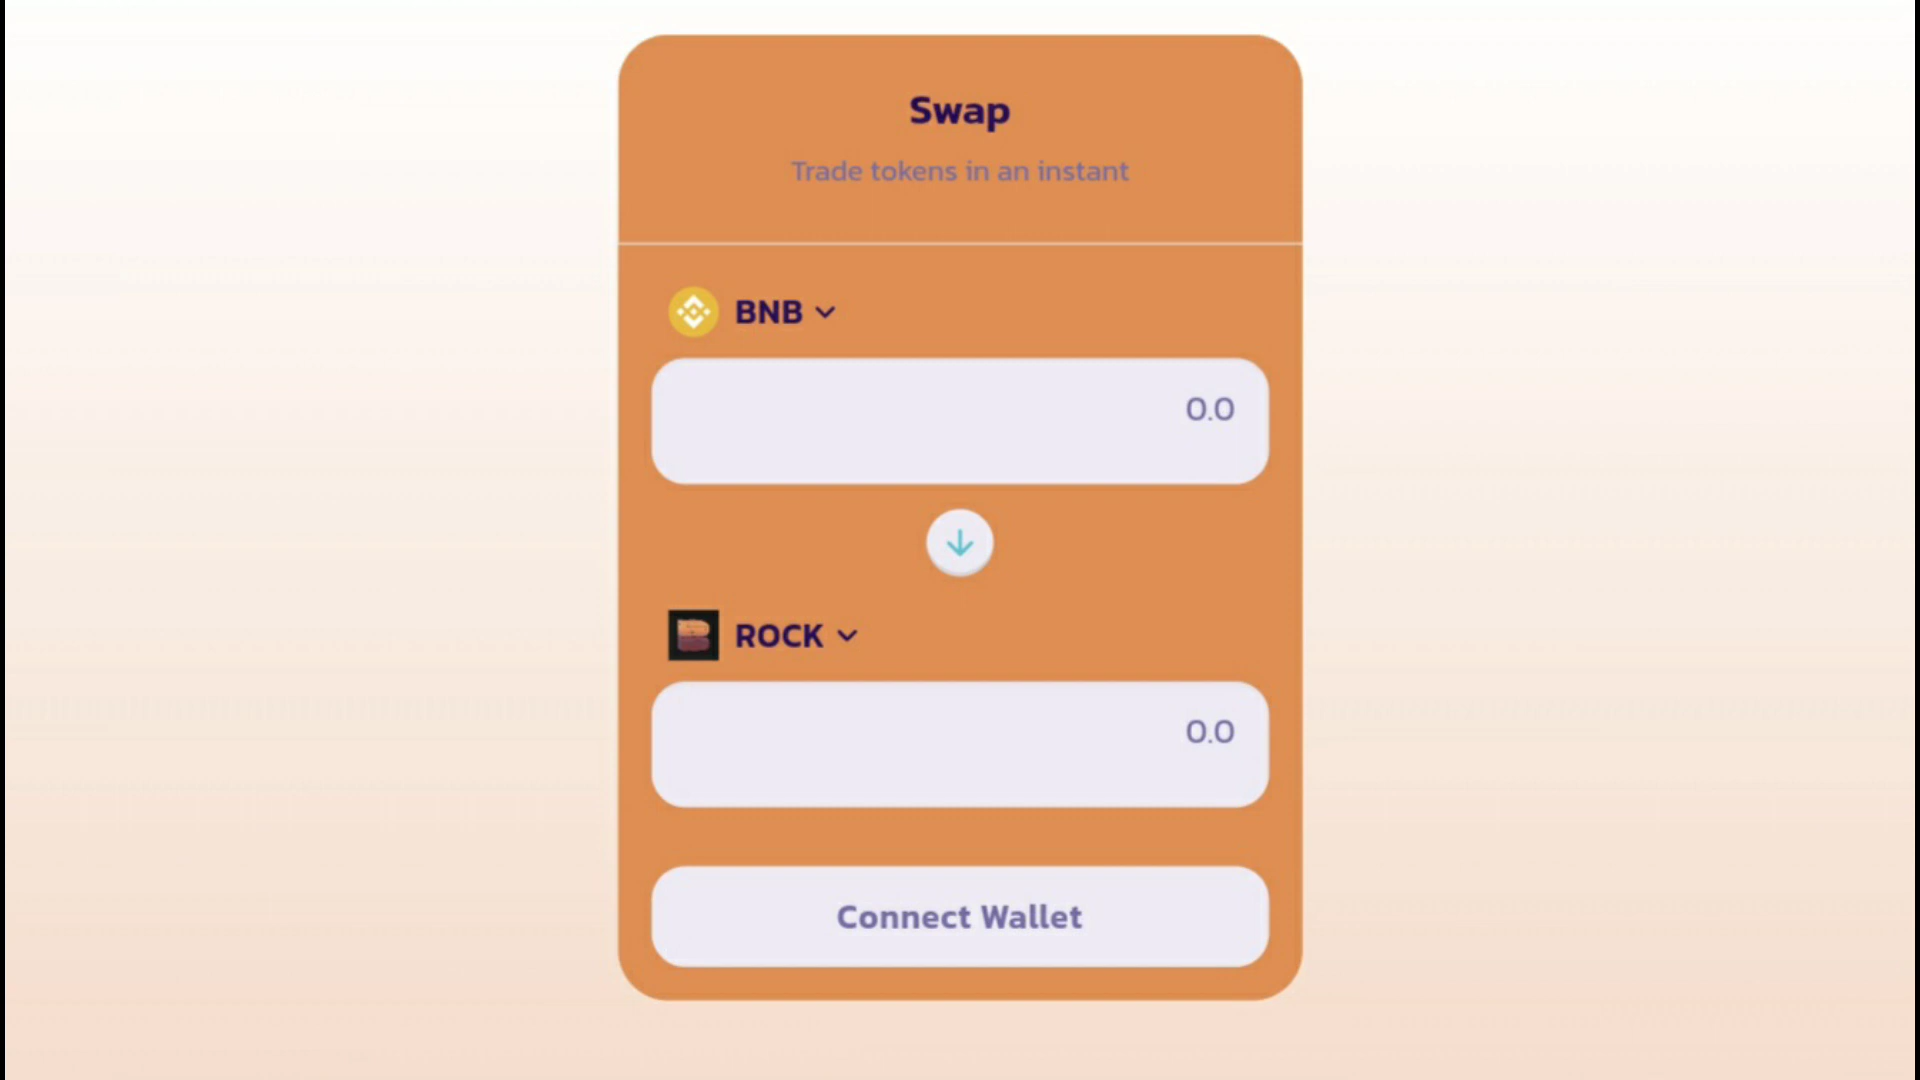 Swap
Trade tokens in an instant
BNB
0.0
ROCK
0.0
Connect Wallet